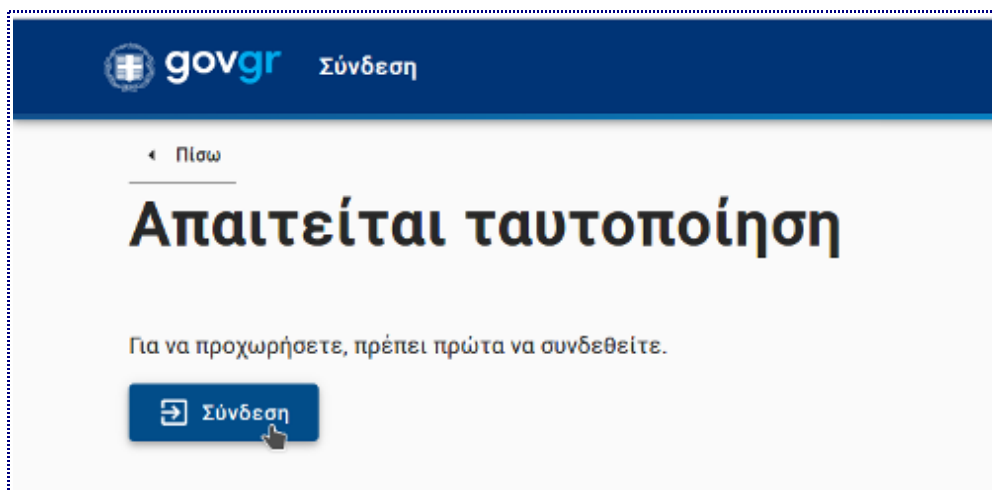 govgr Σύνδεση
Πίσω
Απαιτείται ταυτοποίηση
Για να προχωρήσετε, πρέπει πρώτα να συνδεθείτε.
Σύνδεση